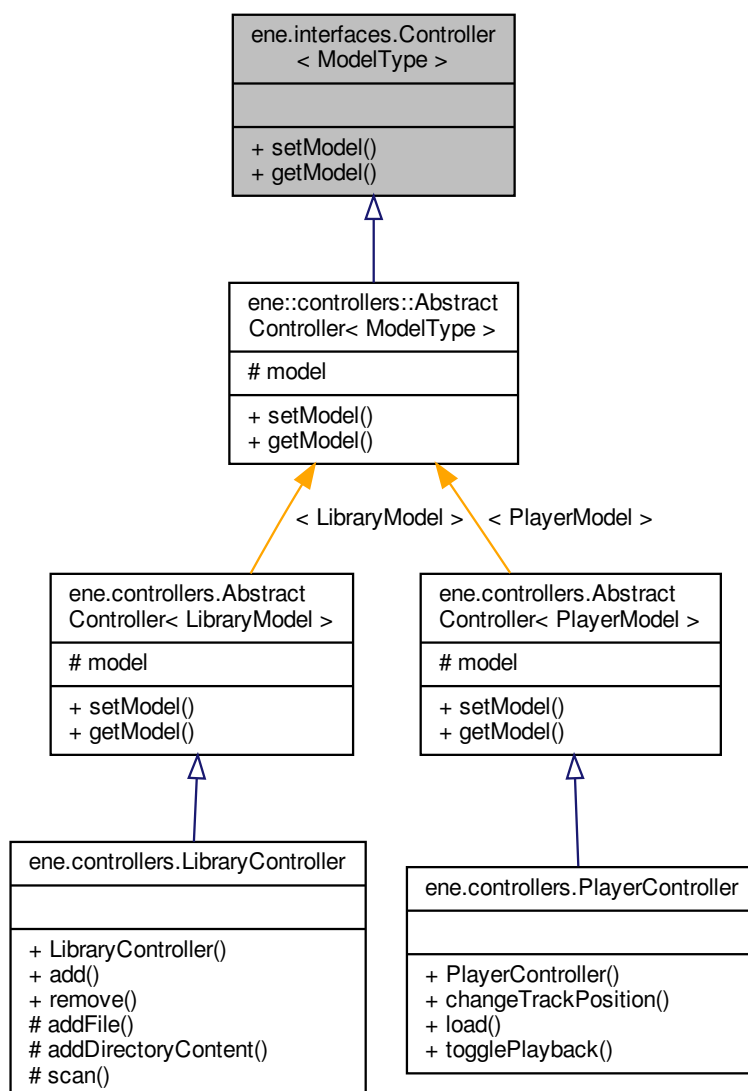 ene.interfaces.Controller
< ModelType >
+ setModel()
+ getModel()
ene::controllers::Abstract
Controller< ModelType >
# model
+ setModel()
+ getModel()
< LibraryModel >
< PlayerModel >
ene.controllers.Abstract
Controller< LibraryModel >
# model
+ setModel()
+ getModel()
ene.controllers.Abstract
Controller< PlayerModel >
# model
+ setModel()
+ getModel()
ene.controllers.LibraryController
+ LibraryController()
+ add()
+ remove()
# addFile()
# addDirectoryContent()
# scan()
ene.controllers.PlayerController
+ PlayerController()
+ changeTrackPosition()
+ load()
+ togglePlayback()